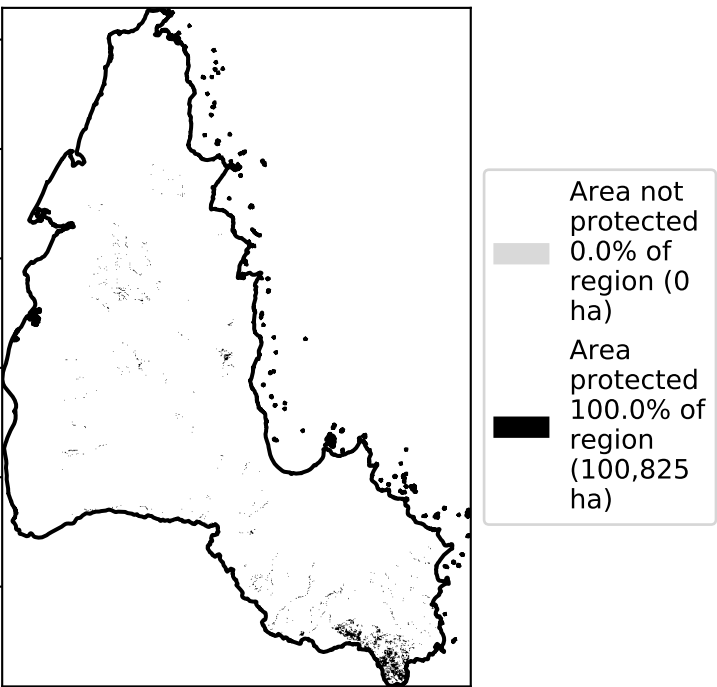 Area not
protected
0.0% of
region (0
ha)
Area
protected
100.0% of
region
(100,825
ha)